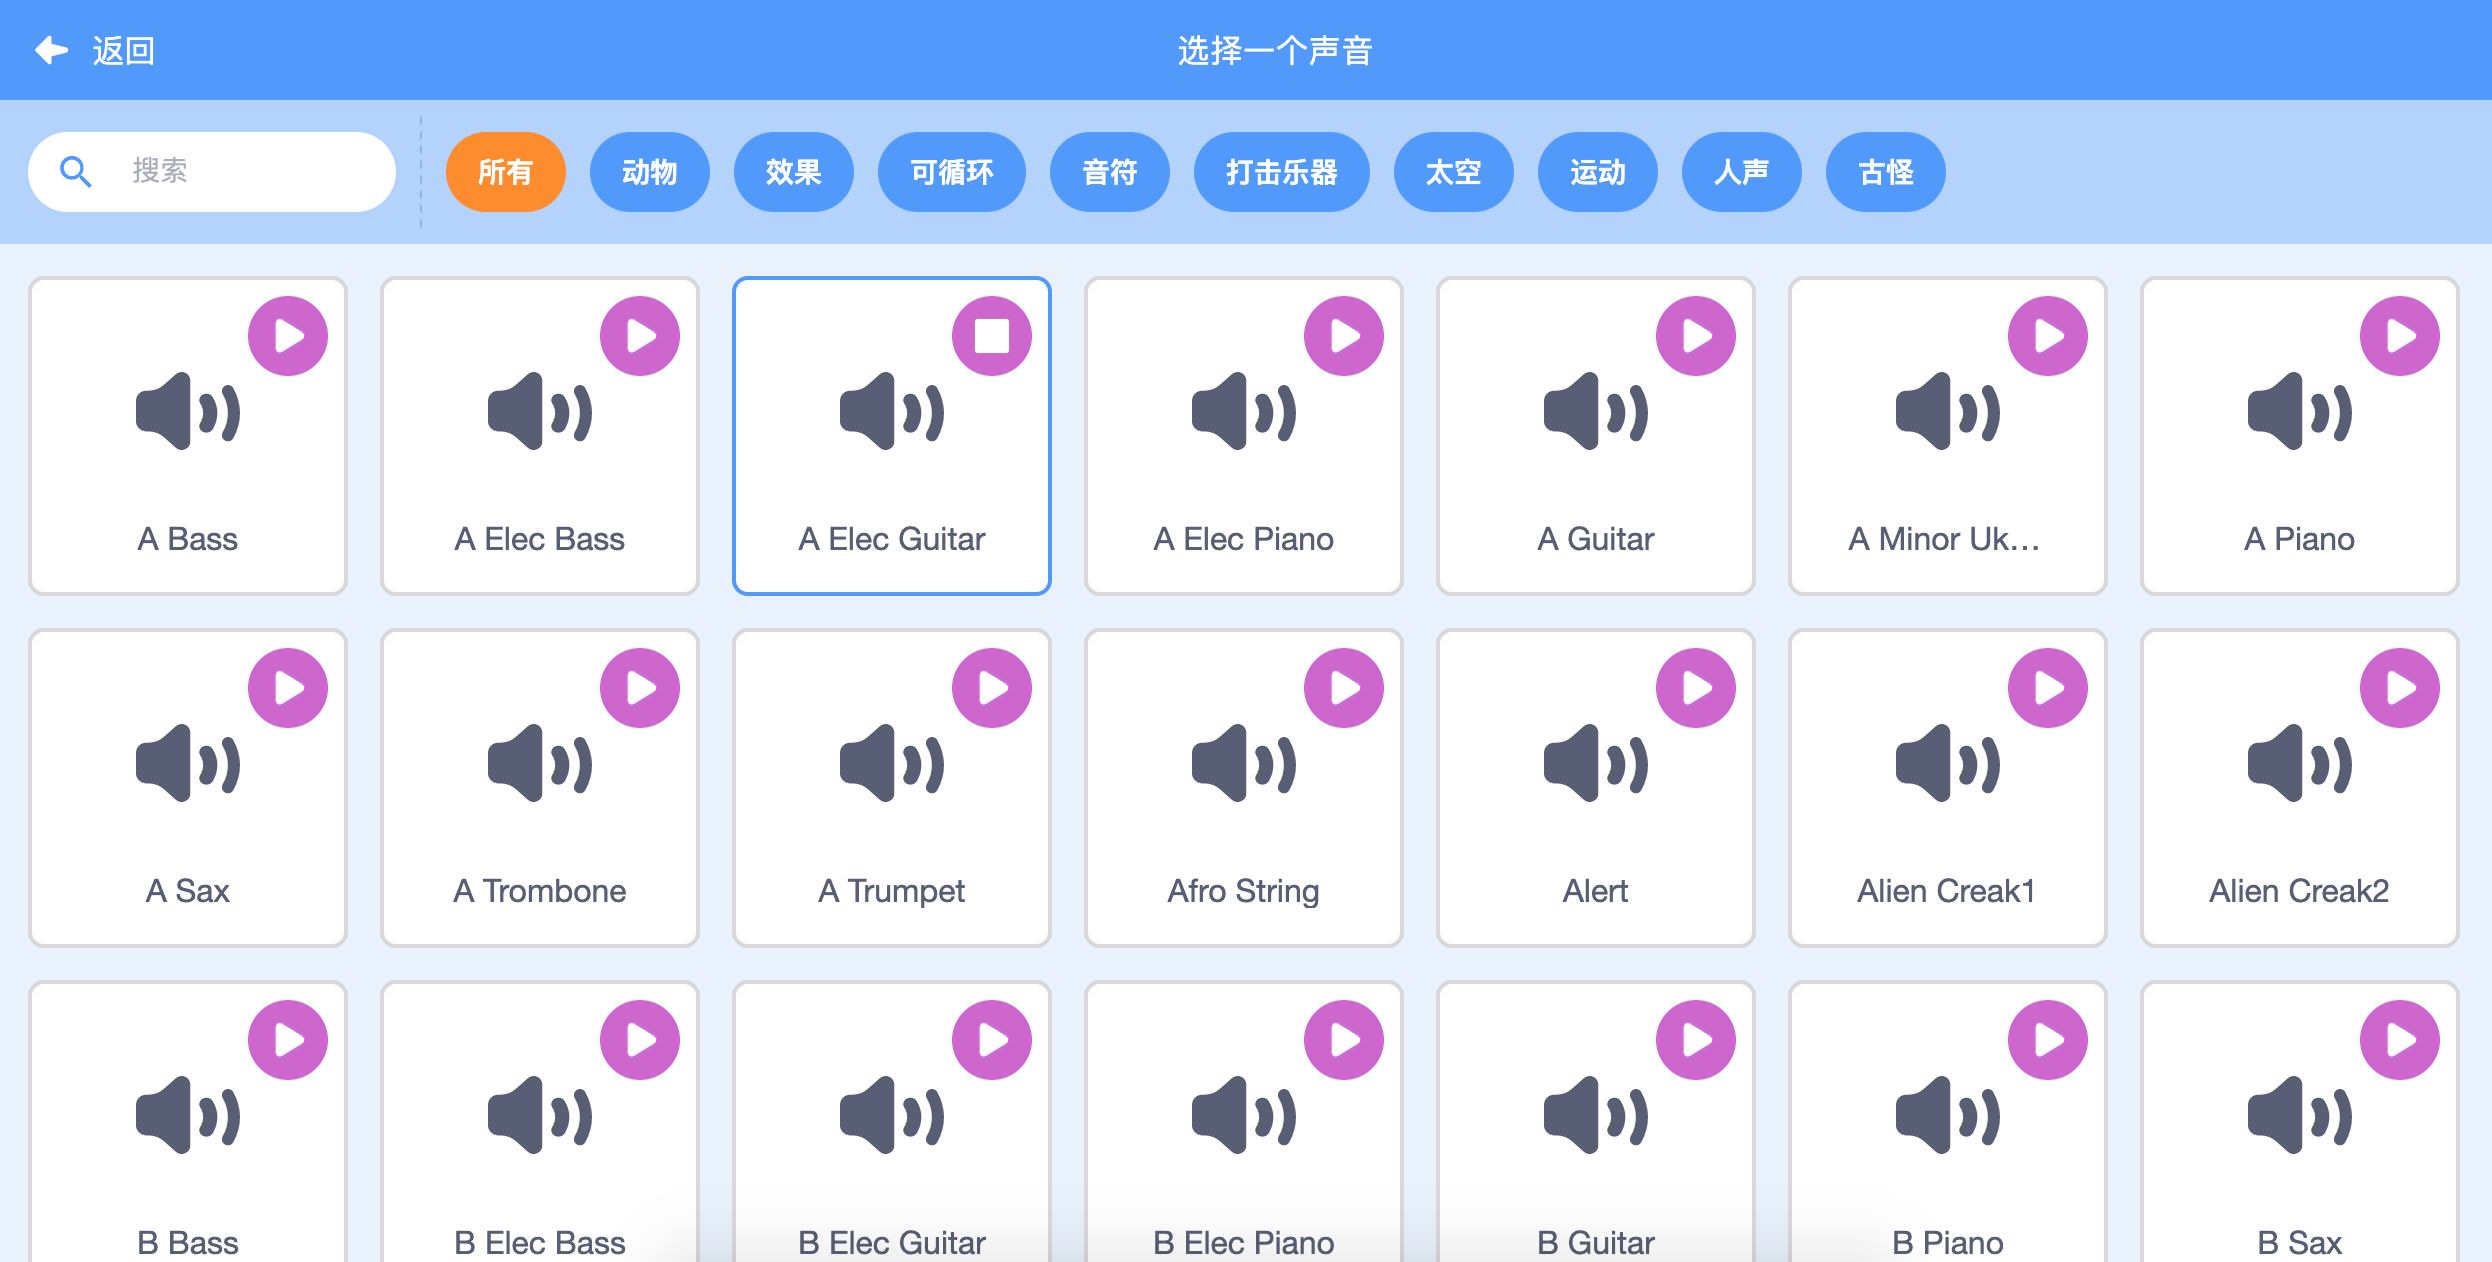 返回
选择一个声音
搜索
所有
动物
效果
可循环
音符
打击乐器
太空
运动
人声
古怪
A Bass
A Elec Bass
A Elec Guitar
A Elec Piano
A Guitar
A Minor Uk...
A Piano
A Sax
A Trombone
A Trumpet
Afro String
Alert
Alien Creak1
Alien Creak2
B Bass
B Elec Bass
B Elec Guitar
B Elec Piano
B Guitar
B Piano
B Sax